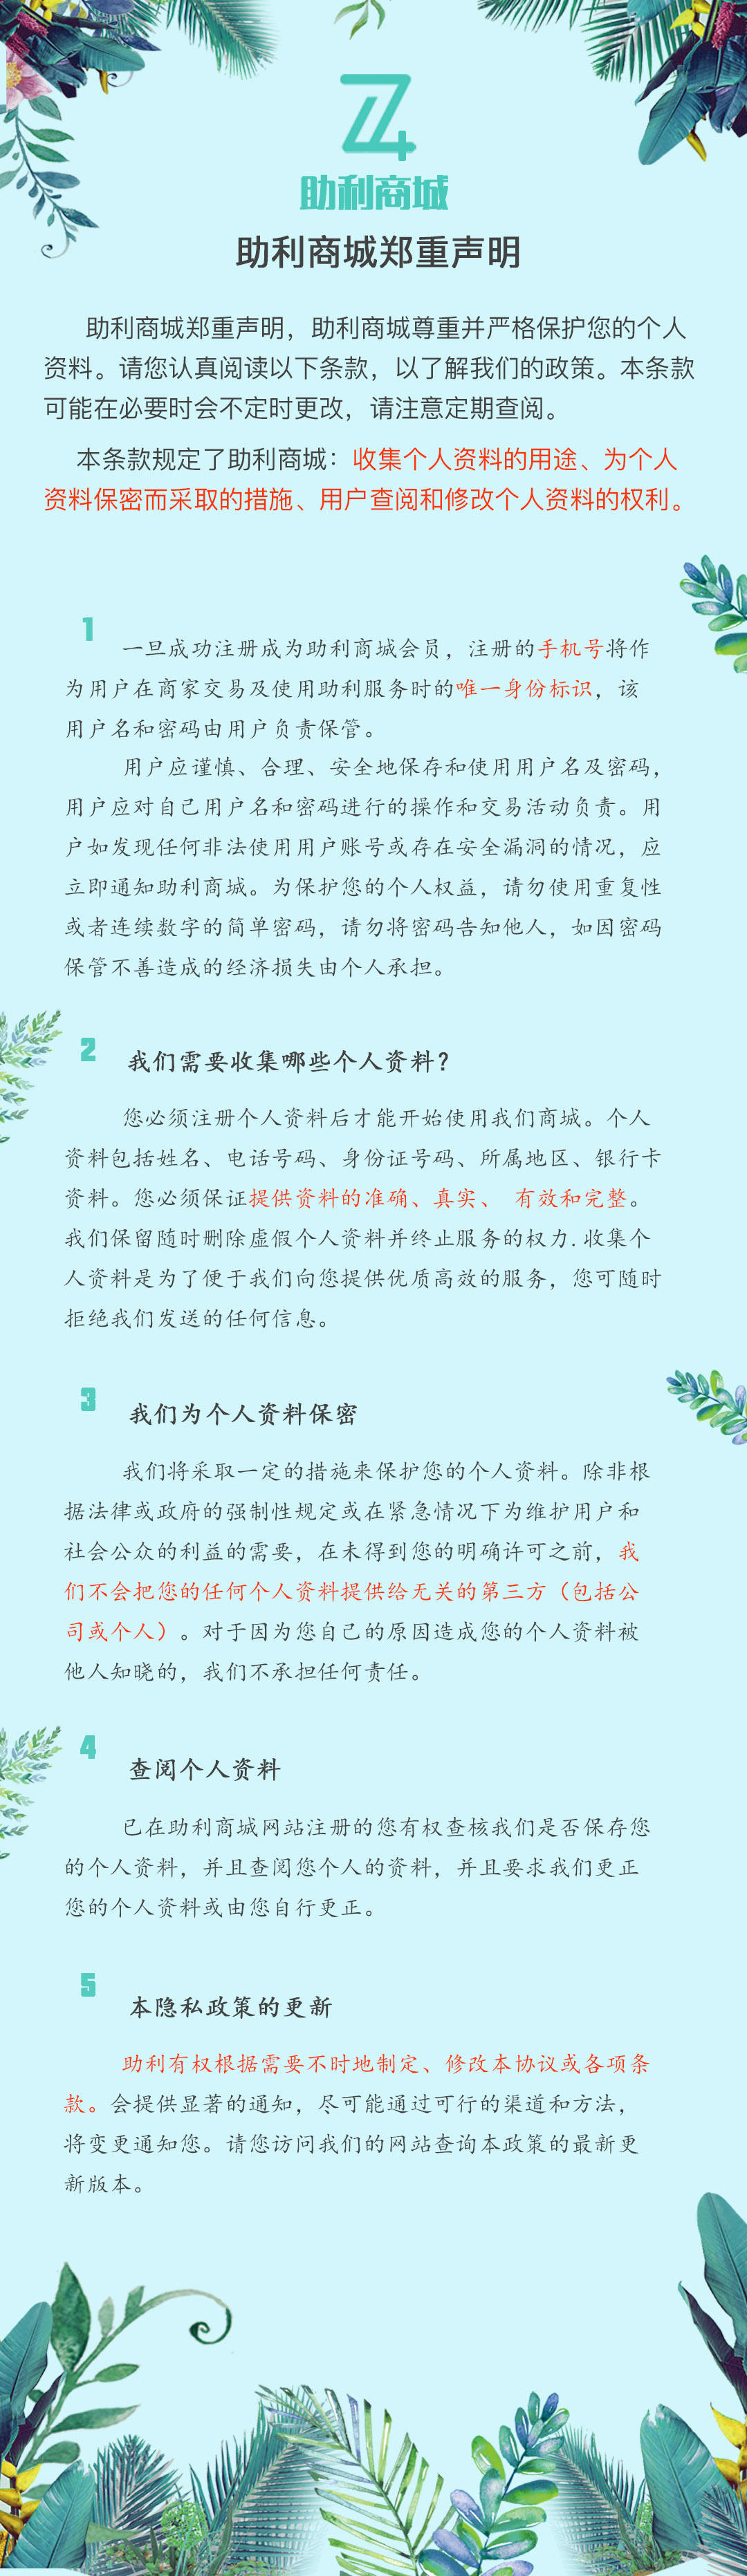 助利商城
助利商城郑重声明
助利商城郑重声明，助利商城尊重并严格保护您的个人
资料。请您认真阅读以下条款，以了解我们的政策。本条款
可能在必要时会不定时更改，请注意定期查阅。
本条款规定了助利商城：收集个人资料的用途、为个人
资料保密而采取的措施、用户查阅和修改个人资料的权利。
1
一旦成功注册成为助利商城会员，注册的手机号将作
为用户在商家交易及使用助利服务时的唯一身份标识，该
用户名和密码由用户负责保管。
用户应谨慎、合理、安全地保存和使用用户名及密码，
用户应对自己用户名和密码进行的操作和交易活动负责。用
户如发现任何非法使用用户账号或存在安全漏洞的情况，应
立即通知助利商城。为保护您的个人权益，请勿使用重复性
或者连续数字的简单密码，请勿将密码告知他人，如因密码
保管不善造成的经济损失由个人承担。
2 我们需要收集哪些个人资料？
您必须注册个人资料后才能开始使用我们商城。个人
资料包括姓名、电话号码、身份证号码、所属地区、银行卡
资料。您必须保证提供资料的准确、真实、 有效和完整。
我们保留随时删除虚假个人资料并终止服务的权力.收集个
人资料是为了便于我们向您提供优质高效的服务，您可随时
拒绝我们发送的任何信息。
3 我们为个人资料保密
我们将采取一定的措施来保护您的个人资料。除非根
据法律或政府的强制性规定或在紧急情况下为维护用户和
社会公众的利益的需要，在未得到您的明确许可之前，我
们不会把您的任何个人资料提供给无关的第三方（包括公
司或个人）。对于因为您自己的原因造成您的个人资料被
他人知晓的，我们不承担任何责任。
4 查阅个人资料
已在助利商城网站注册的您有权查核我们是否保存您
的个人资料，并且查阅您个人的资料，并且要求我们更正
您的个人资料或由您自行更正。
5 本隐私政策的更新
助利有权根据需要不时地制定、修改本协议或各项条
款。会提供显著的通知，尽可能通过可行的渠道和方法，
将变更通知您。请您访问我们的网站查询本政策的最新更
新版本。